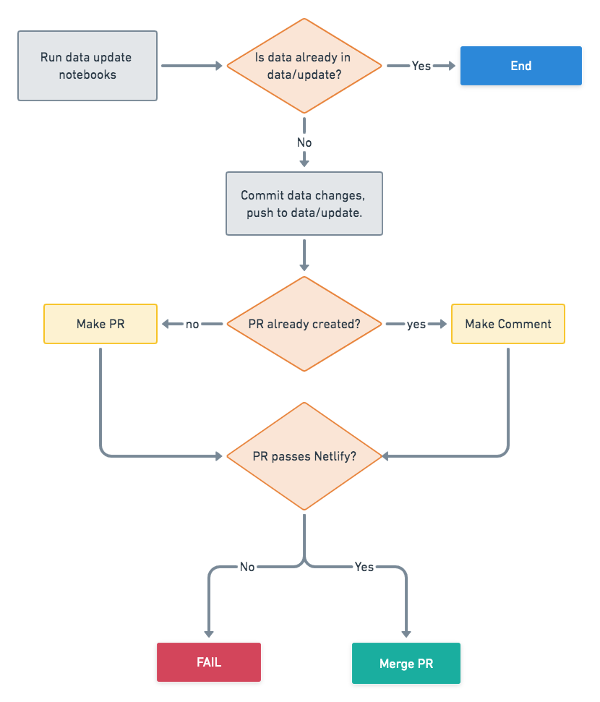 Run data update
notebooks
Is data already in
data/update?
Yes
End
No
Commit data changes,
push to data/update.
Make PR
no
PR already created?
yes
Make Comment
PR passes Netlify?
No
Yes
FAIL
Merge PR